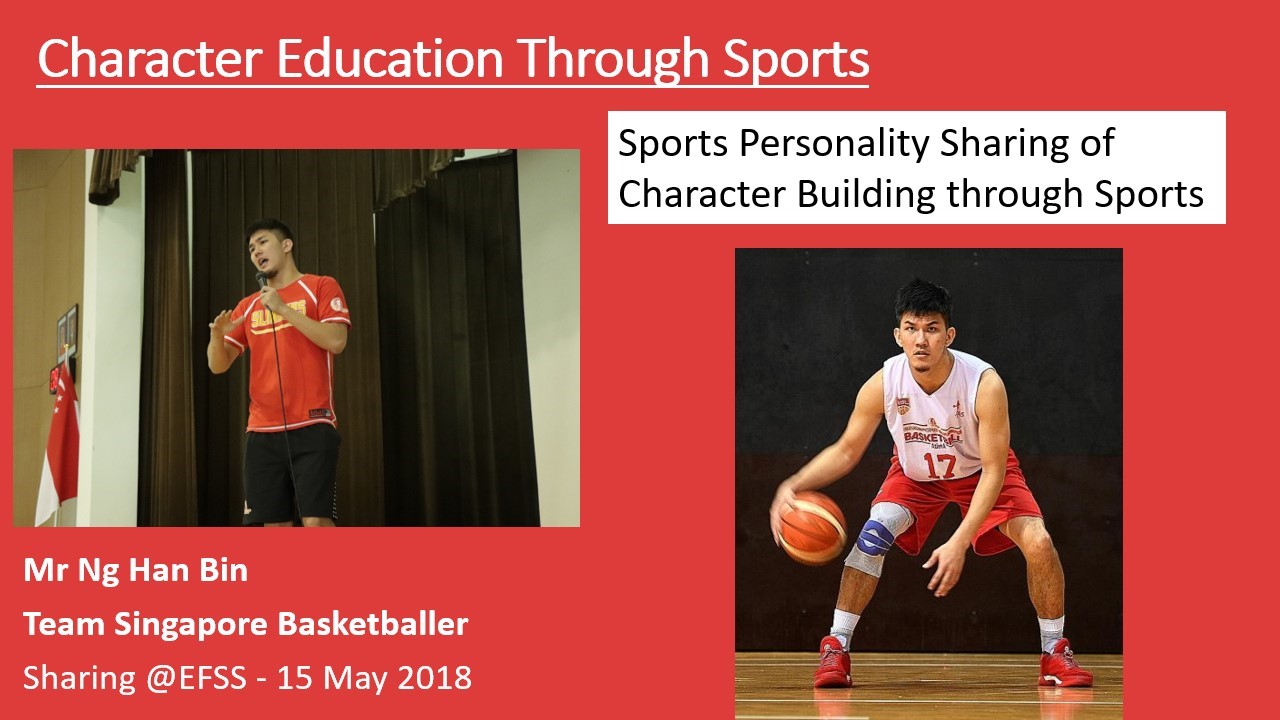 Character Education Through Sports
Sports Personality Sharing of
Character Building through Sports
BASKETBALL
17
Mr Ng Han Bin
Team Singapore Basketballer
Sharing @EFSS - 15 May 2018